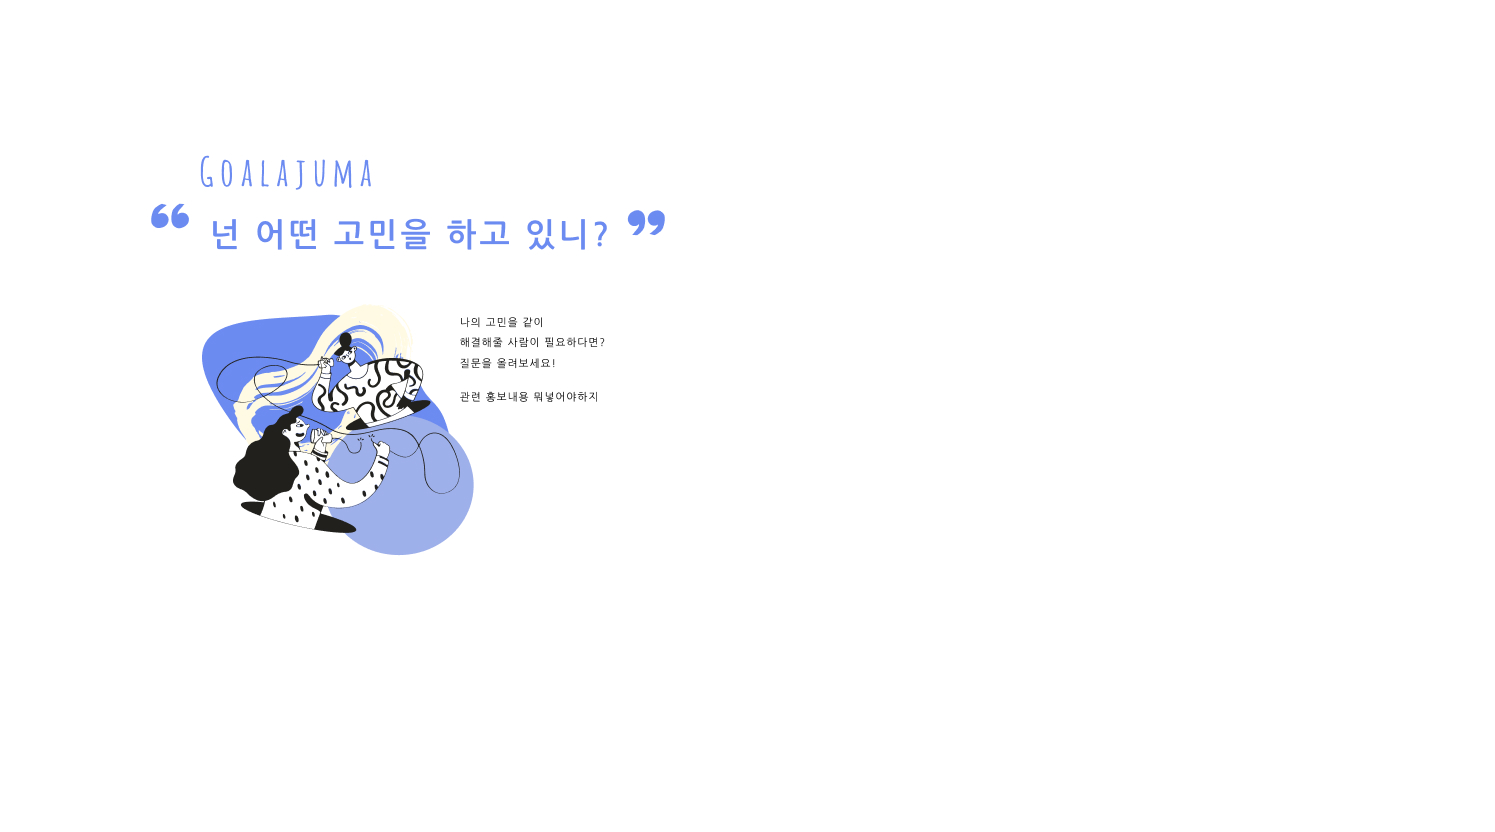 GOALAJUMA
“ 넌 어떤 고민을 하고 있니? ”
나의 고민을 같이
해결해줄 사람이 필요하다면?
질문을 올려보세요!
관련 홍보내용 뭐넣어야하지